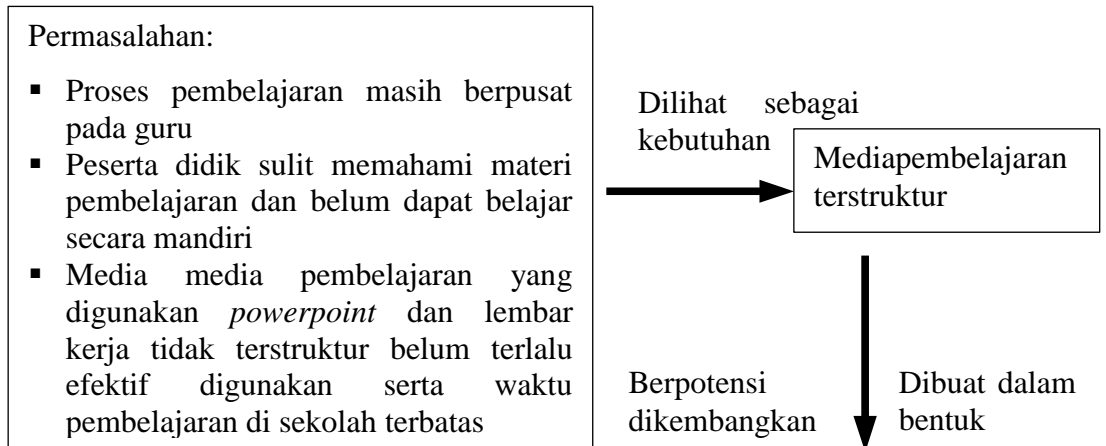 Permasalahan:
▪ Proses pembelajaran masih berpusat
pada guru
▪ Peserta didik sulit memahami materi
pembelajaran dan belum dapat belajar
secara mandiri
▪ Media media pembelajaran yang
digunakan powerpoint dan lembar
kerja tidak terstruktur belum terlalu
efektif digunakan serta waktu
pembelajaran di sekolah terbatas
Dilihat sebagai
kebutuhan
Mediapembelajaran
terstruktur
Berpotensi
dikembangkan
Dibuat dalam
bentuk